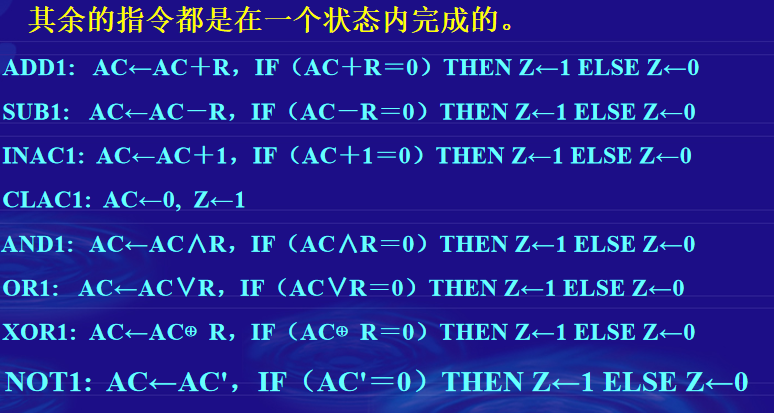 其余的指令都是在一个状态内完成的。
ADD1: AC←AC＋R，IF（AC＋R＝0）THEN Z←1 ELSE Z←0
SUB1: AC←AC－R，IF（AC－R＝0）THEN Z←1 ELSE Z←0
INAC1: AC←AC＋1，IF（AC＋1＝0）THEN Z←1 ELSE Z←0
CLAC1: AC←0, Z←1
AND1: AC←AC∧R，IF（AC∧R＝0）THEN Z←1 ELSE Z←0
OR1: AC←AC∨R，IF（AC∨R＝0）THEN Z←1 ELSE Z←0
XOR1: AC←AC⊕ R，IF（AC⊕ R＝0）THEN Z←1 ELSE Z←0
NOT1: AC←AC'，IF（AC'＝0）THEN Z←1 ELSE Z←0